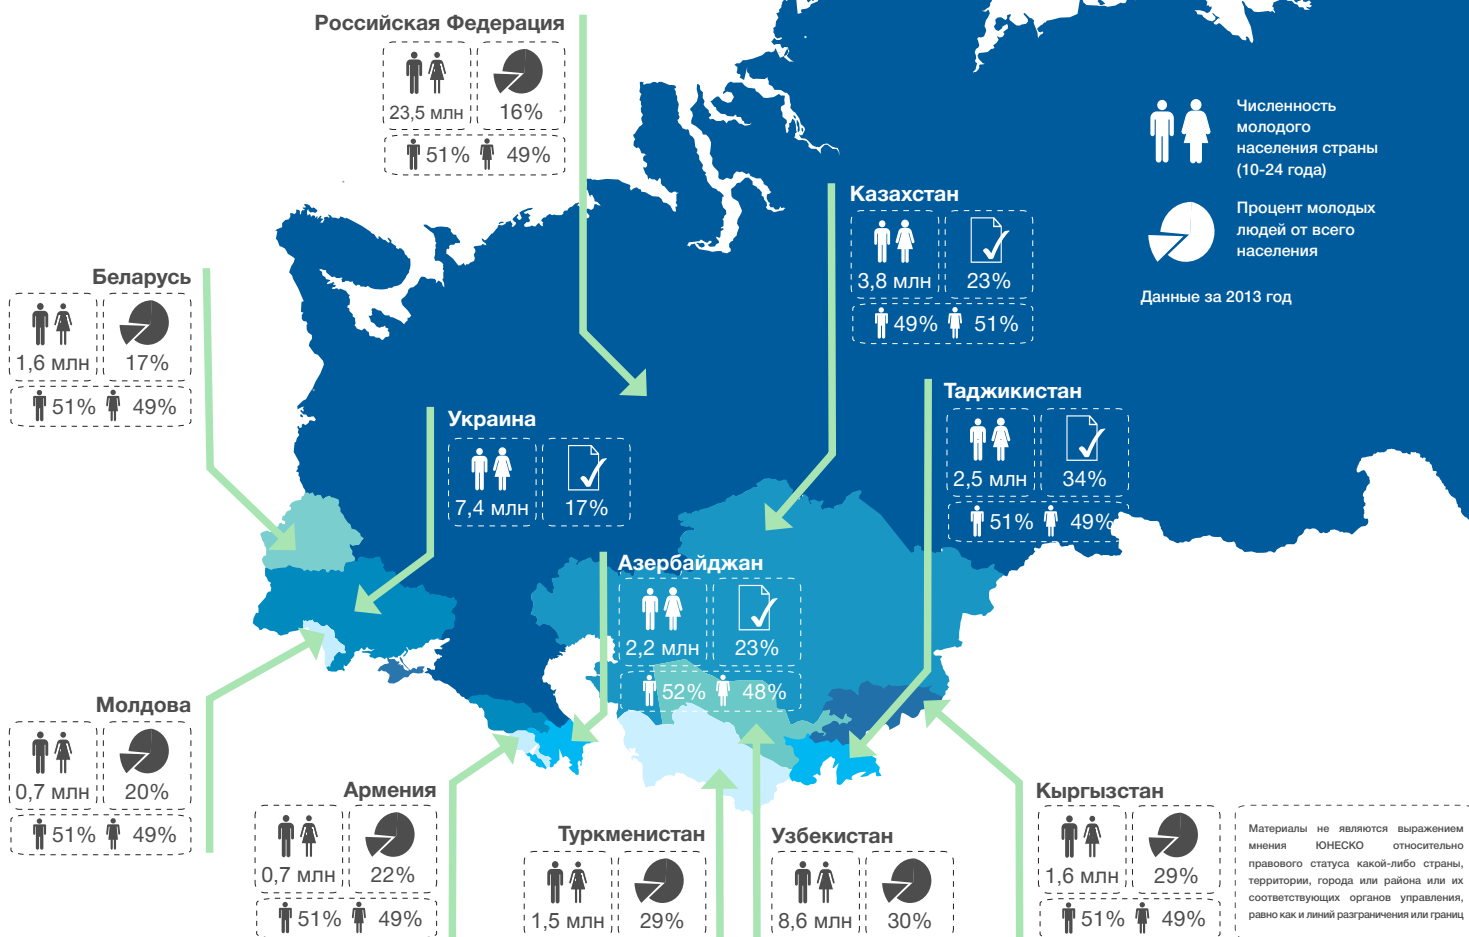 Российская Федерация
23,5 млн
16%
51% 49%
Численность
молодого
населения страны
(10-24 года)
Процент молодых
людей от всего
населения
Данные за 2013 год
Казахстан
3,8 млн
23%
49% 51%
Беларусь
1,6 млн
17%
51% 49%
Украина
7,4 млн
17%
Таджикистан
2,5 млн
34%
51% 49%
Азербайджан
2,2 млн
23%
52% 48%
Молдова
0,7 млн
20%
51% 49%
Армения
0,7 млн
22%
51% 49%
Туркменистан
1,5 млн
29%
Узбекистан
8,6 млн
30%
Кыргызстан
1,6 млн
29%
51% 49%
Материалы не являются выражением
мнения ЮНЕСКО относительно
правового статуса какой-либо страны,
территории, города или района или их
соответствующих органов управления,
равно как и линий разграничения или границ